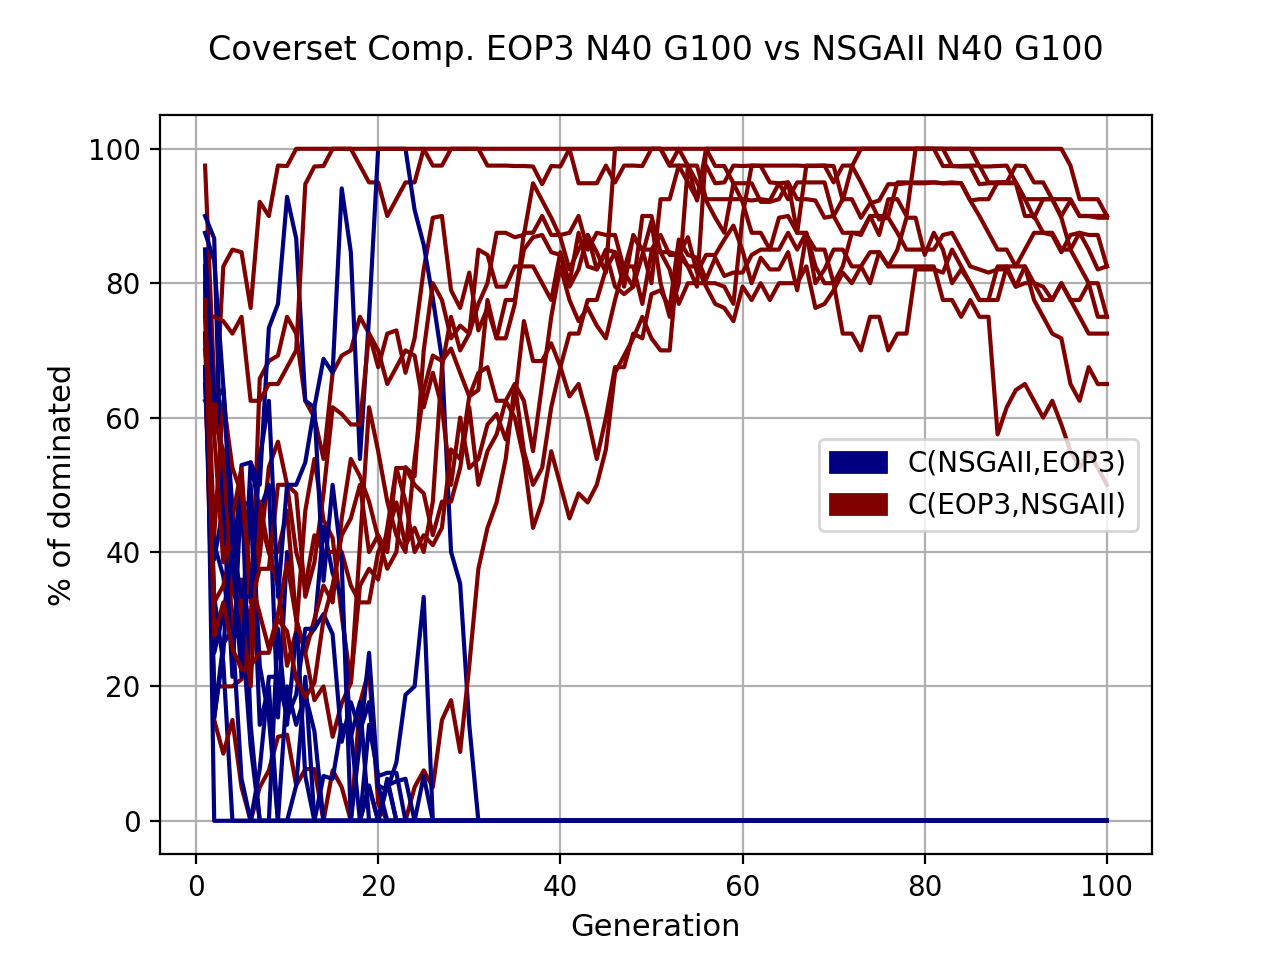 Coverset Comp. EOP3 N40 G100 vs NSGAII N40 G100
100
80
60
40
20
0
% of dominated
C(NSGAII,EOP3)
C(EOP3,NSGAII)
0 20 40 60 80 100
Generation